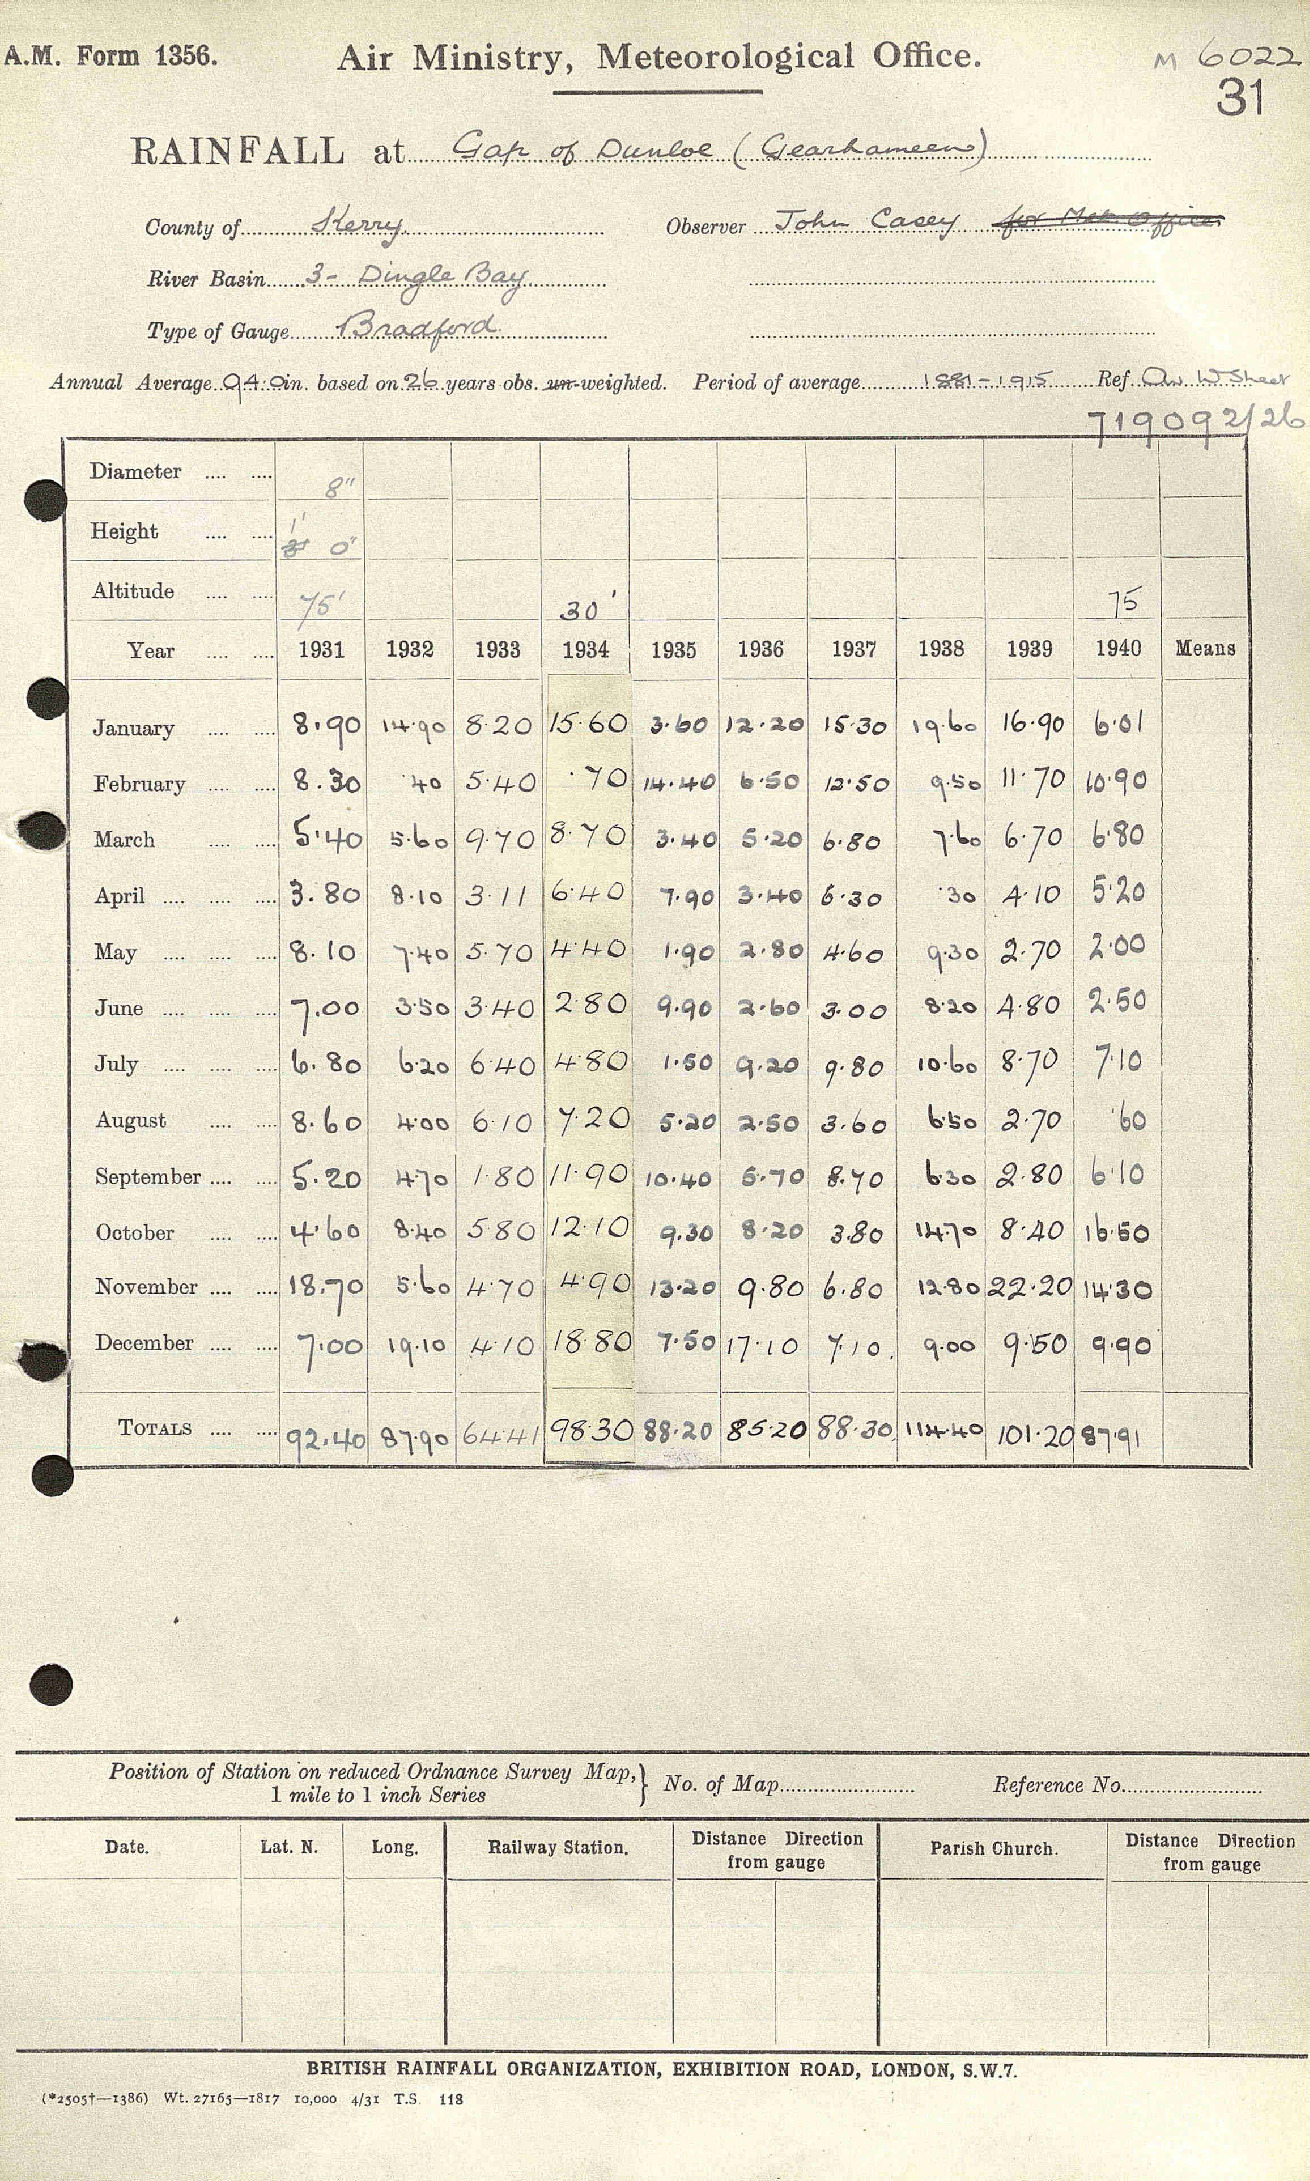 A.M. Form 1356. Air Ministry, Meteorological Office. M 6022
31
RAINFALL at Gap of Dunloe (Gearhameen)
County of Kerry Observer John Casey for Met. Office
River Basin 3 - Dingle Bay
Type of Gauge Bradford
Annual Average 94.0 in. based on 26 years obs. un-weighted. Period of average 1881-1915 Ref. Av. W Sheet
719092/26
Diameter 8"
Height 1' 0"
Altitude 75' 30' 75
Year 1931 1932 1933 1934 1935 1936 1937 1938 1939 1940 Means
January 8.90 14.90 8.20 15.60 3.60 12.20 15.30 19.60 16.90 6.01
February 8.30 .40 5.40 .70 14.40 6.50 12.50 9.50 11.70 10.90
March 5.40 5.60 9.70 8.70 3.40 5.20 6.80 7.60 6.70 6.80
April 3.80 8.10 3.11 6.40 7.90 3.40 6.30 .30 4.10 5.20
May 8.10 7.40 5.70 4.40 1.90 2.80 4.60 9.30 2.70 2.00
June 7.00 3.50 3.40 2.80 9.90 2.60 3.00 8.20 4.80 2.50
July 6.80 6.20 6.40 4.80 1.50 9.20 9.80 10.60 8.70 7.10
August 8.60 4.00 6.10 7.20 5.20 2.50 3.60 6.50 2.70 .60
September 5.20 4.70 1.80 11.90 10.40 5.70 8.70 6.30 2.80 6.10
October 4.60 8.40 5.80 12.10 9.30 8.20 3.80 14.70 8.40 16.50
November 18.70 5.60 4.70 4.90 13.20 9.80 6.80 12.80 22.20 14.30
December 7.00 19.10 4.10 18.80 7.50 17.10 7.10 9.00 9.50 9.90
TOTALS 92.40 87.90 64.41 98.30 88.20 85.20 88.30 114.40 101.20 87.91
Position of Station on reduced Ordnance Survey Map, 1 mile to 1 inch Series } No. of Map Reference No.
Date. Lat. N. Long. Railway Station. Distance Direction from gauge Parish Church. Distance Direction from gauge
BRITISH RAINFALL ORGANIZATION, EXHIBITION ROAD, LONDON, S.W.7.
(*2505†—1386) Wt. 27165—1817 10,000 4/31 T.S. 118